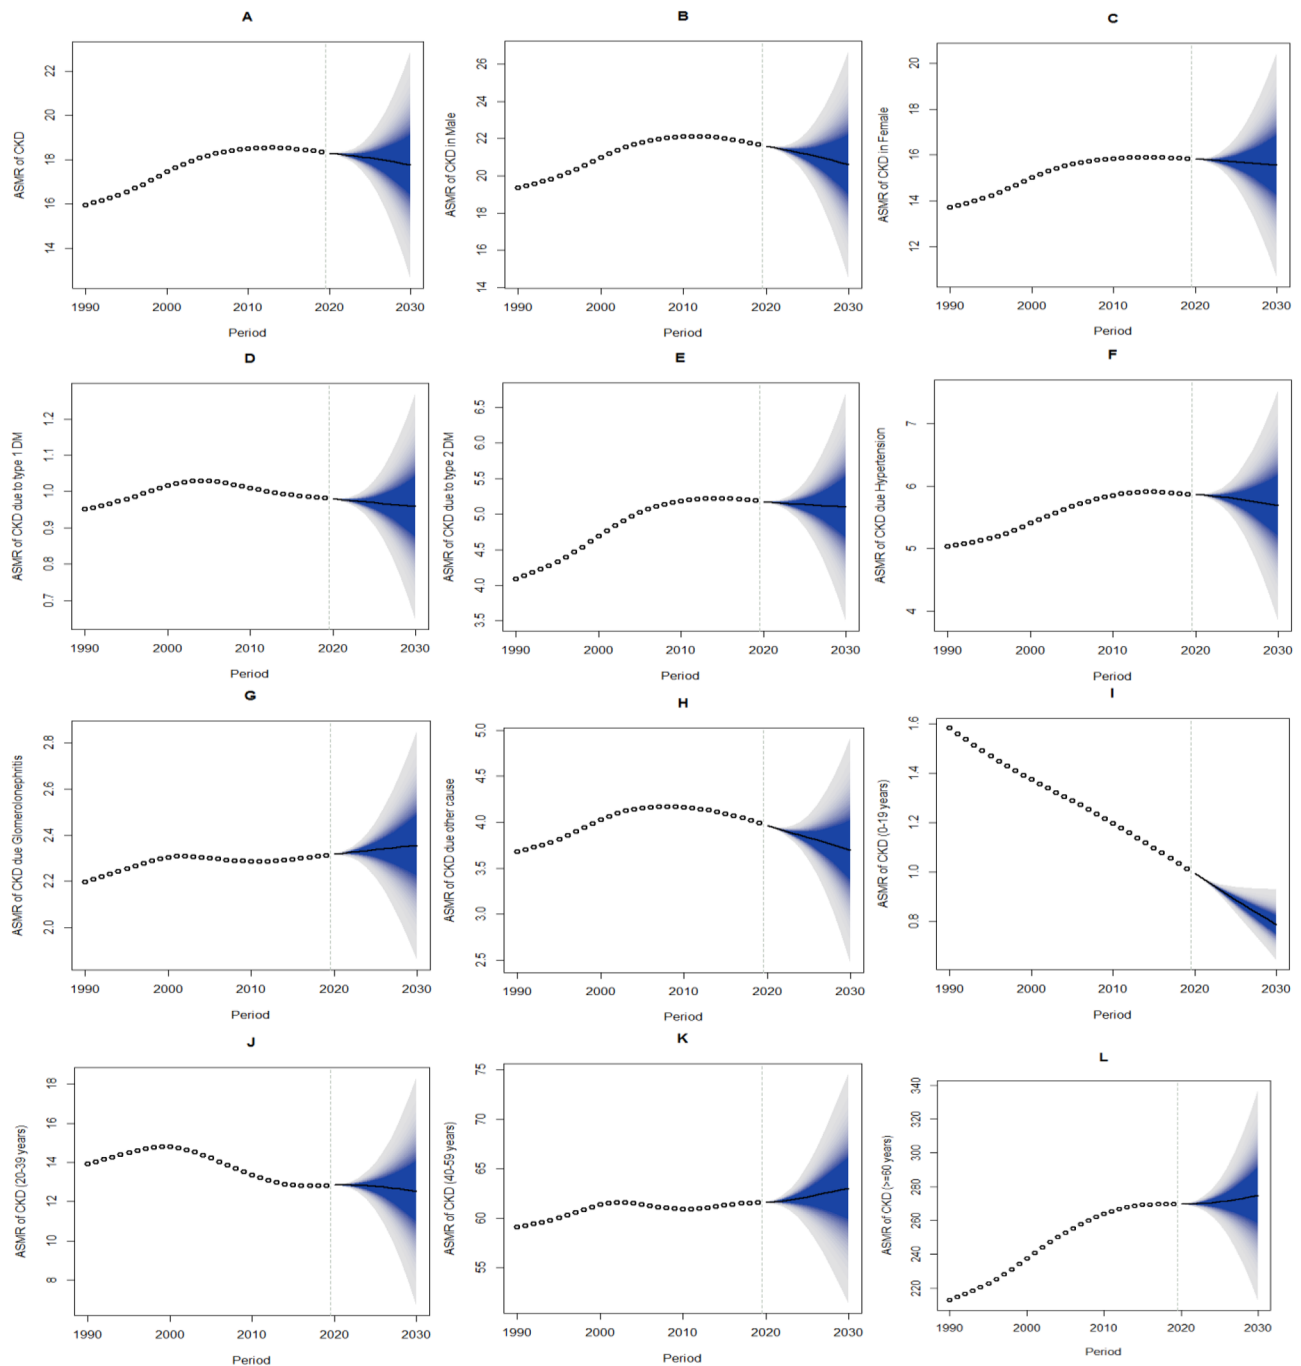 A
ASMR of CKD
22
20
18
16
14
1990 2000 2010 2020 2030
Period
B
ASMR of CKD in Male
26
24
22
20
18
16
14
1990 2000 2010 2020 2030
Period
C
ASMR of CKD in Female
20
18
16
14
12
1990 2000 2010 2020 2030
Period
D
ASMR of CKD due to type 1 DM
1.2
1.1
1.0
0.9
0.8
0.7
1990 2000 2010 2020 2030
Period
E
ASMR of CKD due to type 2 DM
6.5
6.0
5.5
5.0
4.5
4.0
3.5
1990 2000 2010 2020 2030
Period
F
ASMR of CKD due Hypertension
7
6
5
4
1990 2000 2010 2020 2030
Period
G
ASMR of CKD due Glomerolonephritis
2.8
2.6
2.4
2.2
2.0
1990 2000 2010 2020 2030
Period
H
ASMR of CKD due other cause
5.0
4.5
4.0
3.5
3.0
2.5
1990 2000 2010 2020 2030
Period
I
ASMR of CKD (0-19 years)
1.6
1.4
1.2
1.0
0.8
1990 2000 2010 2020 2030
Period
J
ASMR of CKD (20-39 years)
18
16
14
12
10
8
1990 2000 2010 2020 2030
Period
K
ASMR of CKD (40-59 years)
75
70
65
60
55
1990 2000 2010 2020 2030
Period
L
ASMR of CKD (>=60 years)
340
320
300
280
260
240
220
1990 2000 2010 2020 2030
Period